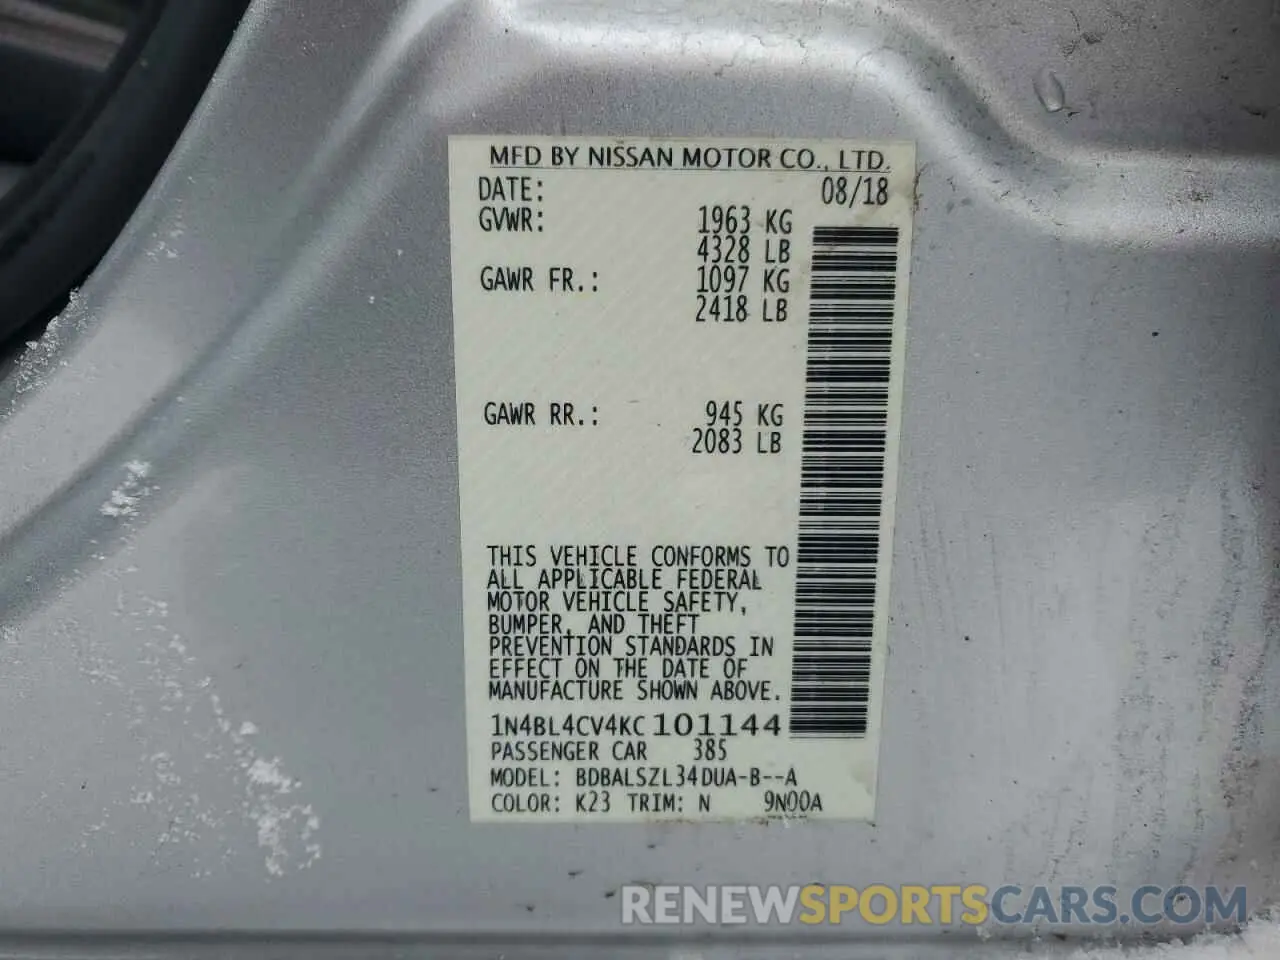 MFD BY NISSAN MOTOR CO., LTD.
DATE: 08/18
GVWR: 1963 KG
4328 LB
GAWR FR.: 1097 KG
2418 LB
GAWR RR.: 945 KG
2083 LB
THIS VEHICLE CONFORMS TO
ALL APPLICABLE FEDERAL
MOTOR VEHICLE SAFETY,
BUMPER, AND THEFT
PREVENTION STANDARDS IN
EFFECT ON THE DATE OF
MANUFACTURE SHOWN ABOVE.
1N4BL4CV4KC 101144
PASSENGER CAR 385
MODEL: BDBALSZL34DUA-B--A
COLOR: K23 TRIM: N 9N00A
RENEWSPORTSCARS.COM